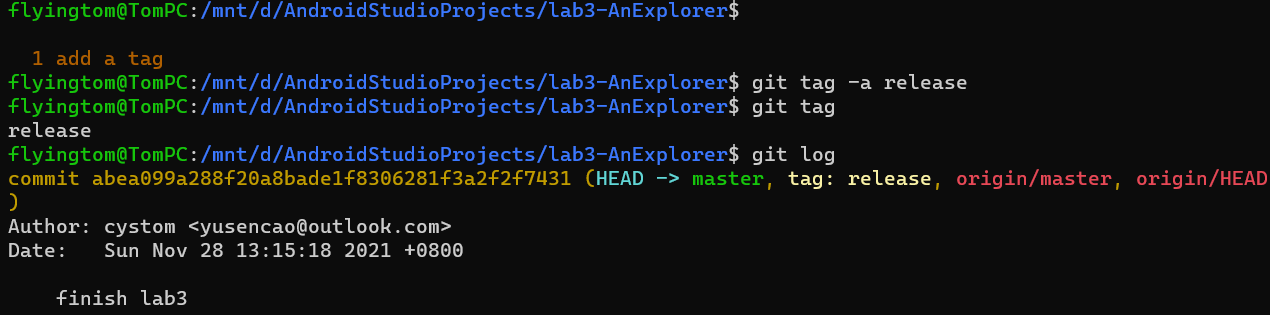 flyingtom@TomPC:/mnt/d/AndroidStudioProjects/lab3-AnExplorer$
1 add a tag
flyingtom@TomPC:/mnt/d/AndroidStudioProjects/lab3-AnExplorer$ git tag -a release
flyingtom@TomPC:/mnt/d/AndroidStudioProjects/lab3-AnExplorer$ git tag
release
flyingtom@TomPC:/mnt/d/AndroidStudioProjects/lab3-AnExplorer$ git log
commit abea099a288f20a8bade1f8306281f3a2f2f7431 (HEAD -> master, tag: release, origin/master, origin/HEAD
)
Author: cystom <yusencao@outlook.com>
Date:   Sun Nov 28 13:15:18 2021 +0800
    finish lab3